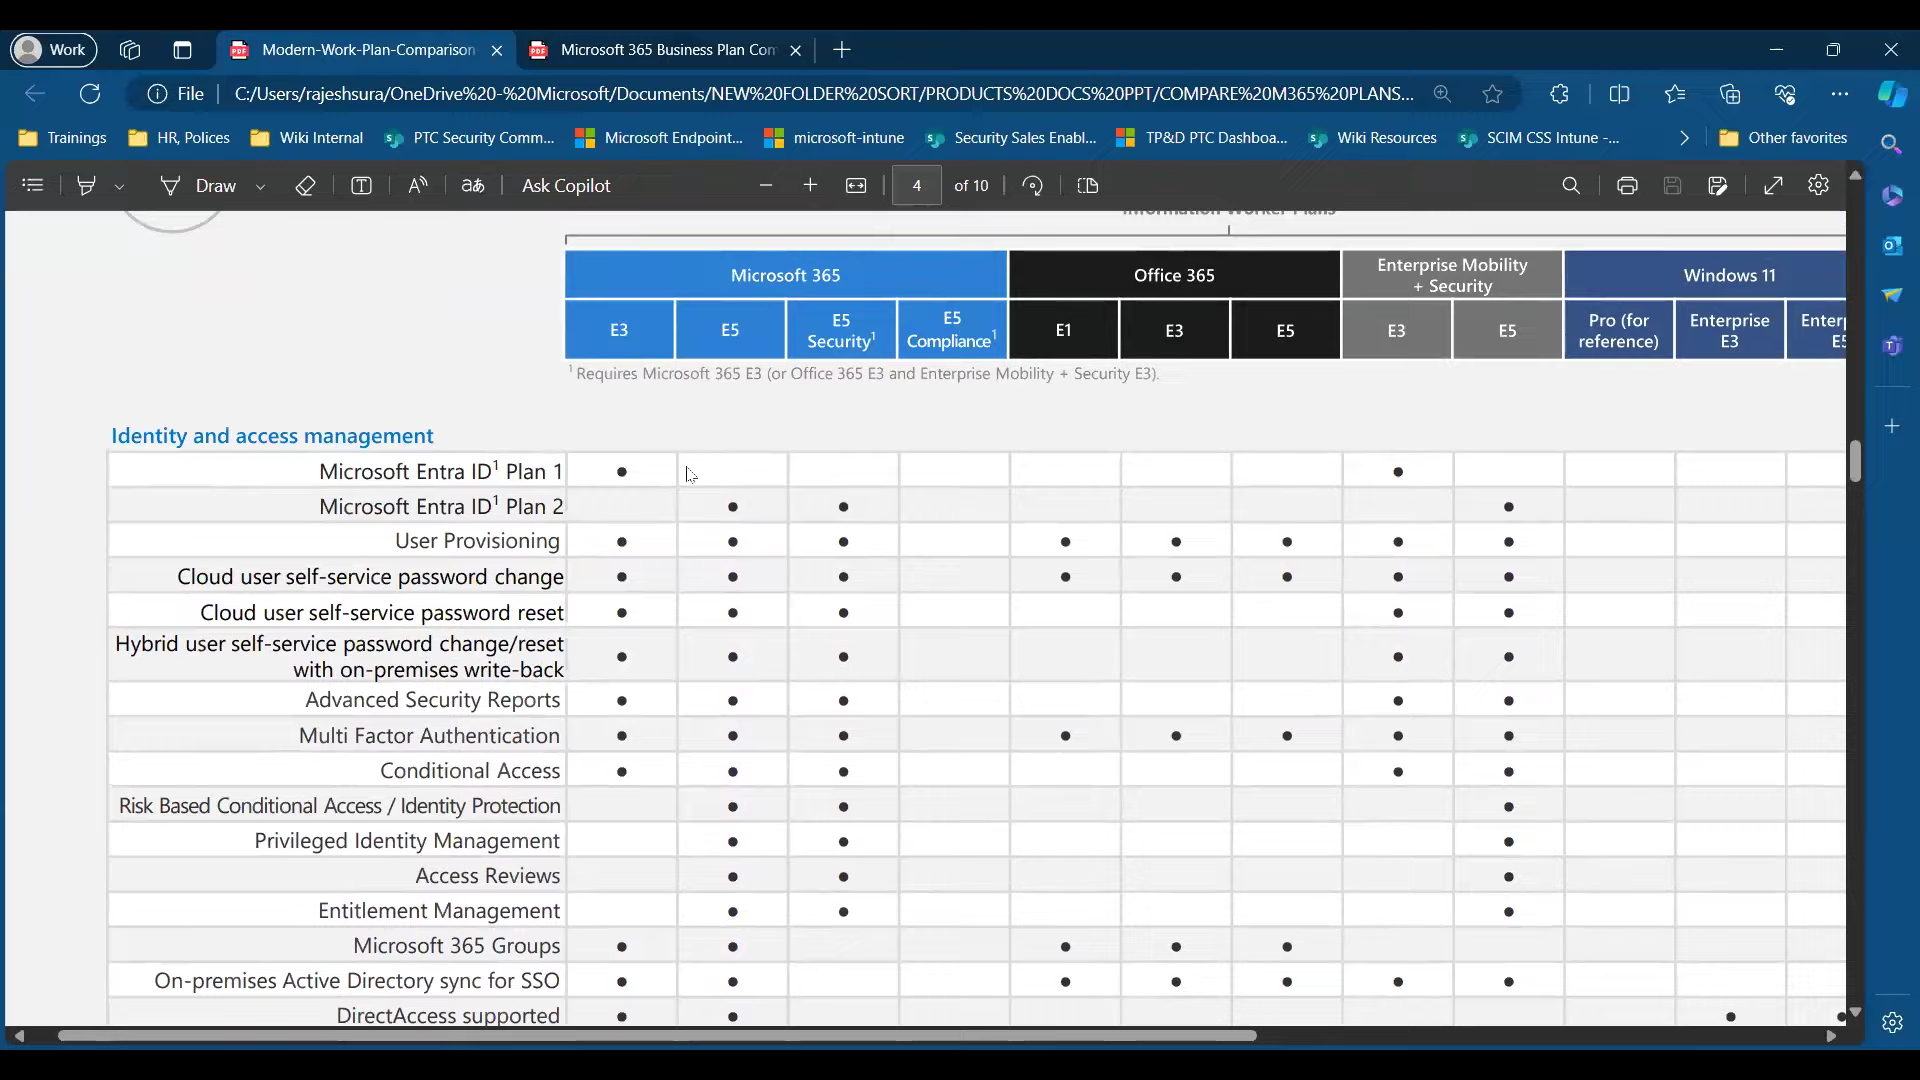 Work
Modern-Work-Plan-Comparison
Microsoft 365 Business Plan Com
File
C:/Users/rajeshsura/OneDrive%20-%20Microsoft/Documents/NEW%20FOLDER%20SORT/PRODUCTS%20DOCS%20PPT/COMPARE%20M365%20PLANS...
Trainings
HR, Polices
Wiki Internal
PTC Security Comm...
Microsoft Endpoint...
microsoft-intune
Security Sales Enabl...
TP&D PTC Dashboa...
Wiki Resources
SCIM CSS Intune -...
Other favorites
Draw
Ask Copilot
4 of 10
Information Worker Plans
Microsoft 365
Office 365
Enterprise Mobility
+ Security
Windows 11
E3
E5
E5
Security1
E5
Compliance1
E1
E3
E5
E3
E5
Pro (for
reference)
Enterprise
E3
Enter
E5
1 Requires Microsoft 365 E3 (or Office 365 E3 and Enterprise Mobility + Security E3).
Identity and access management
Microsoft Entra ID1 Plan 1
Microsoft Entra ID1 Plan 2
User Provisioning
Cloud user self-service password change
Cloud user self-service password reset
Hybrid user self-service password change/reset
with on-premises write-back
Advanced Security Reports
Multi Factor Authentication
Conditional Access
Risk Based Conditional Access / Identity Protection
Privileged Identity Management
Access Reviews
Entitlement Management
Microsoft 365 Groups
On-premises Active Directory sync for SSO
DirectAccess supported